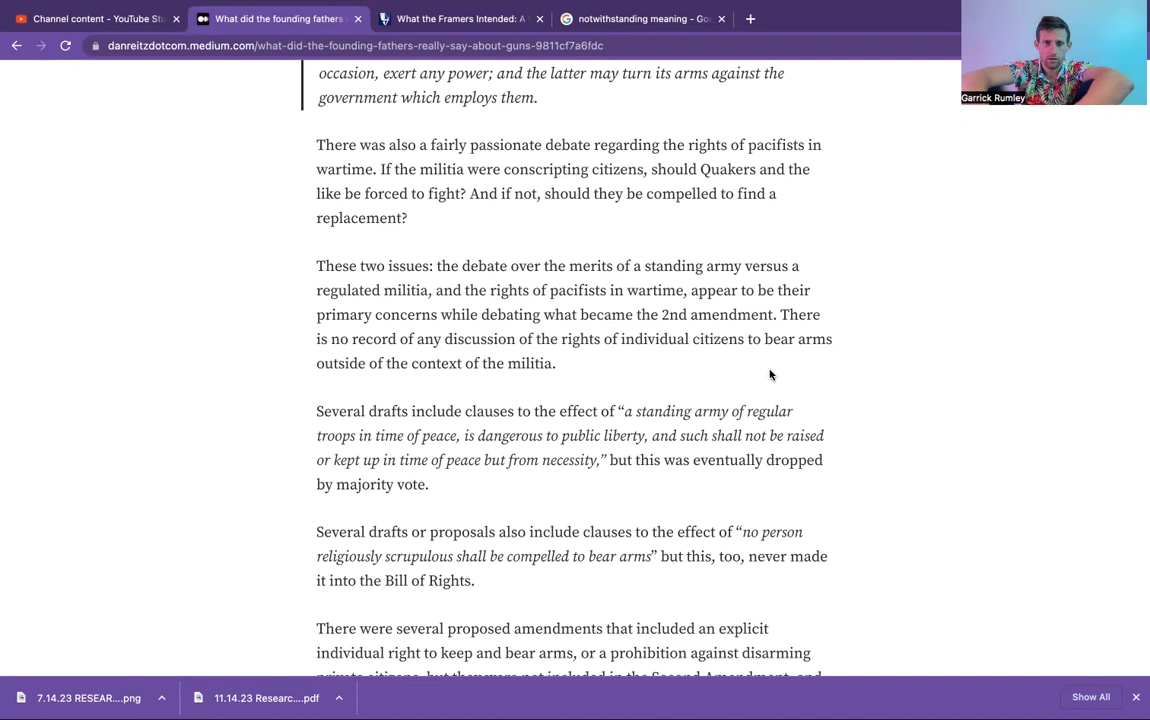 Channel content - YouTube Stu
What did the founding fathers
What the Framers Intended: A
notwithstanding meaning - Goo
danreitzdotcom.medium.com/what-did-the-founding-fathers-really-say-about-guns-9811cf7a6fdc
Garrick Rumley
occasion, exert any power; and the latter may turn its arms against the
government which employs them.
There was also a fairly passionate debate regarding the rights of pacifists in
wartime. If the militia were conscripting citizens, should Quakers and the
like be forced to fight? And if not, should they be compelled to find a
replacement?
These two issues: the debate over the merits of a standing army versus a
regulated militia, and the rights of pacifists in wartime, appear to be their
primary concerns while debating what became the 2nd amendment. There
is no record of any discussion of the rights of individual citizens to bear arms
outside of the context of the militia.
Several drafts include clauses to the effect of “a standing army of regular
troops in time of peace, is dangerous to public liberty, and such shall not be raised
or kept up in time of peace but from necessity,” but this was eventually dropped
by majority vote.
Several drafts or proposals also include clauses to the effect of “no person
religiously scrupulous shall be compelled to bear arms” but this, too, never made
it into the Bill of Rights.
There were several proposed amendments that included an explicit
individual right to keep and bear arms, or a prohibition against disarming
private citizens, but they were not included in the Second Amendment, and
7.14.23 RESEAR....png
11.14.23 Researc....pdf
Show All